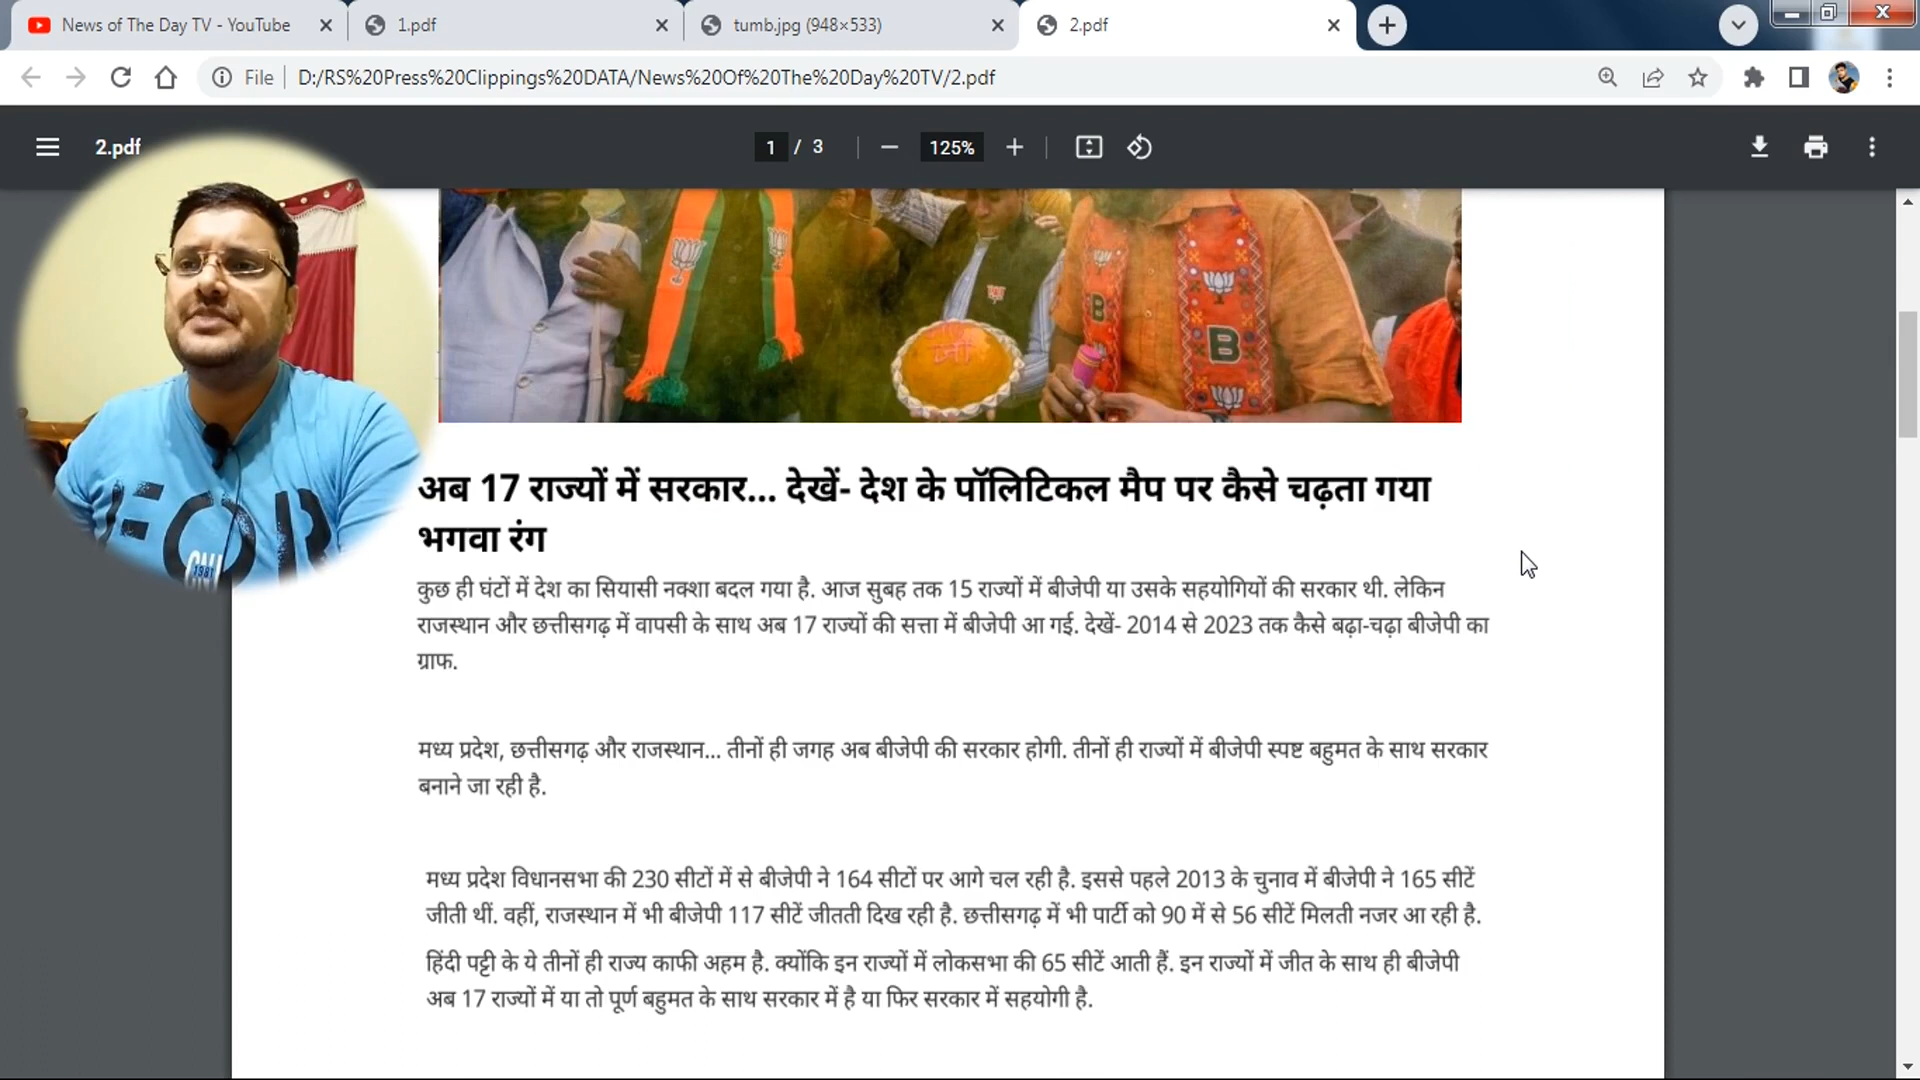 News of The Day TV - YouTube
1.pdf
tumb.jpg (948×533)
2.pdf
File
D:/RS%20Press%20Clippings%20DATA/News%20Of%20The%20Day%20TV/2.pdf
2.pdf
1 / 3
125%
जी
B
B
FOR
1981
अब 17 राज्यों में सरकार... देखें- देश के पॉलिटिकल मैप पर कैसे चढ़ता गया
भगवा रंग
कुछ ही घंटों में देश का सियासी नक्शा बदल गया है. आज सुबह तक 15 राज्यों में बीजेपी या उसके सहयोगियों की सरकार थी. लेकिन
राजस्थान और छत्तीसगढ़ में वापसी के साथ अब 17 राज्यों की सत्ता में बीजेपी आ गई. देखें- 2014 से 2023 तक कैसे बढ़ा-चढ़ा बीजेपी का
ग्राफ.
मध्य प्रदेश, छत्तीसगढ़ और राजस्थान... तीनों ही जगह अब बीजेपी की सरकार होगी. तीनों ही राज्यों में बीजेपी स्पष्ट बहुमत के साथ सरकार
बनाने जा रही है.
मध्य प्रदेश विधानसभा की 230 सीटों में से बीजेपी ने 164 सीटों पर आगे चल रही है. इससे पहले 2013 के चुनाव में बीजेपी ने 165 सीटें
जीती थीं. वहीं, राजस्थान में भी बीजेपी 117 सीटें जीतती दिख रही है. छत्तीसगढ़ में भी पार्टी को 90 में से 56 सीटें मिलती नजर आ रही है.
हिंदी पट्टी के ये तीनों ही राज्य काफी अहम है. क्योंकि इन राज्यों में लोकसभा की 65 सीटें आती हैं. इन राज्यों में जीत के साथ ही बीजेपी
अब 17 राज्यों में या तो पूर्ण बहुमत के साथ सरकार में है या फिर सरकार में सहयोगी है.